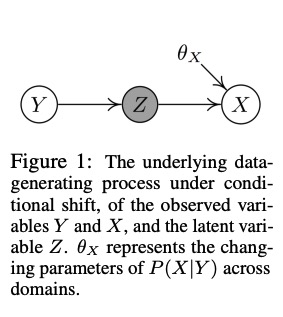 θX
Y
Z
X
Figure 1: The underlying data-
generating process under condi-
tional shift, of the observed vari-
ables Y and X, and the latent vari-
able Z. θX represents the chang-
ing parameters of P(X|Y) across
domains.